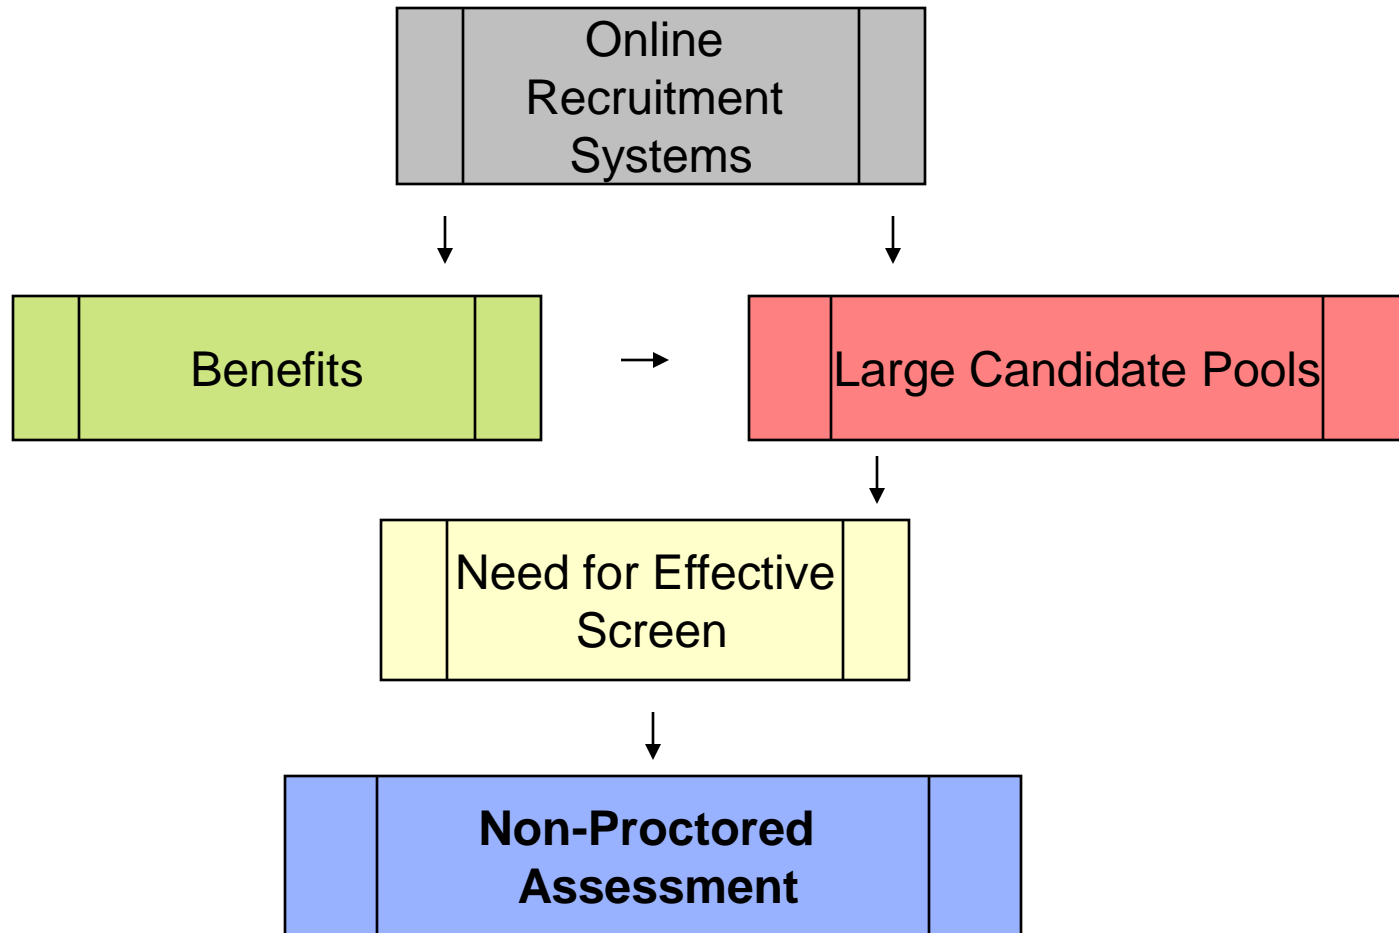 Online
Recruitment
Systems
Benefits
Large Candidate Pools
Need for Effective
Screen
Non-Proctored
Assessment